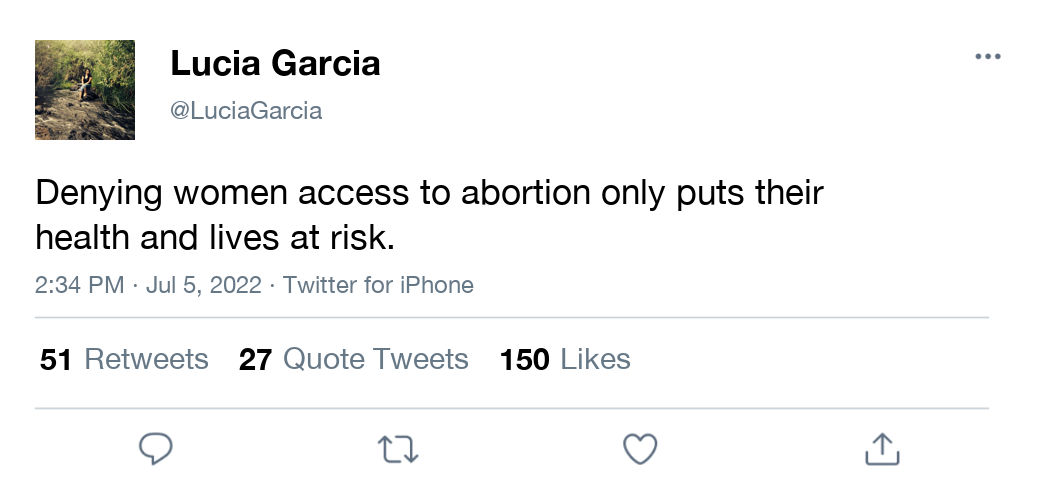 Lucia Garcia
@LuciaGarcia
Denying women access to abortion only puts their
health and lives at risk.
2:34 PM · Jul 5, 2022 · Twitter for iPhone
51 Retweets 27 Quote Tweets 150 Likes